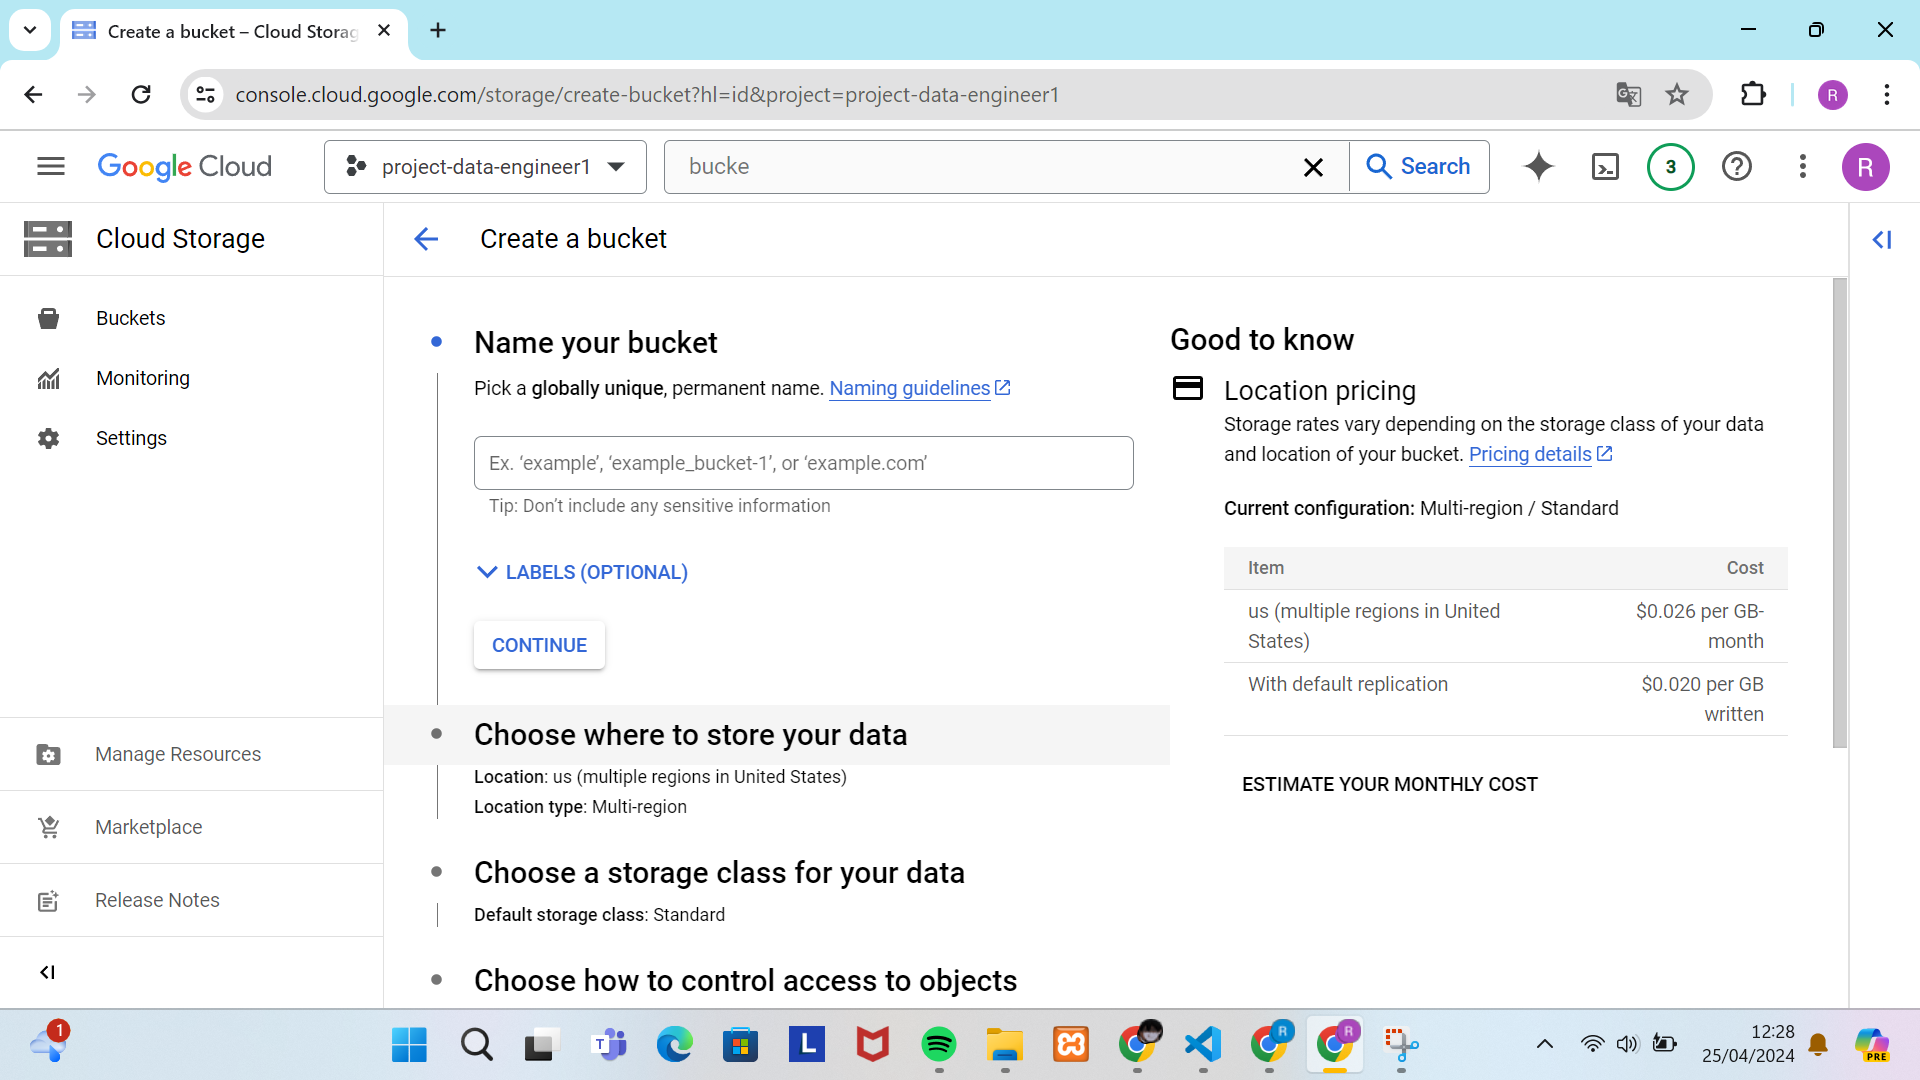 Create a bucket – Cloud Storag
console.cloud.google.com/storage/create-bucket?hl=id&project=project-data-engineer1
R
Google Cloud
project-data-engineer1
bucke
Search
3
R
Cloud Storage
Create a bucket
Buckets
Monitoring
Settings
Manage Resources
Marketplace
Release Notes
Name your bucket
Pick a globally unique, permanent name. Naming guidelines
Ex. ‘example’, ‘example_bucket-1’, or ‘example.com’
Tip: Don’t include any sensitive information
LABELS (OPTIONAL)
CONTINUE
Choose where to store your data
Location: us (multiple regions in United States)
Location type: Multi-region
Choose a storage class for your data
Default storage class: Standard
Choose how to control access to objects
Good to know
Location pricing
Storage rates vary depending on the storage class of your data
and location of your bucket. Pricing details
Current configuration: Multi-region / Standard
Item Cost
us (multiple regions in United $0.026 per GB-
States) month
With default replication $0.020 per GB
written
ESTIMATE YOUR MONTHLY COST
1
T
L
R
R
12:28
25/04/2024
PRE